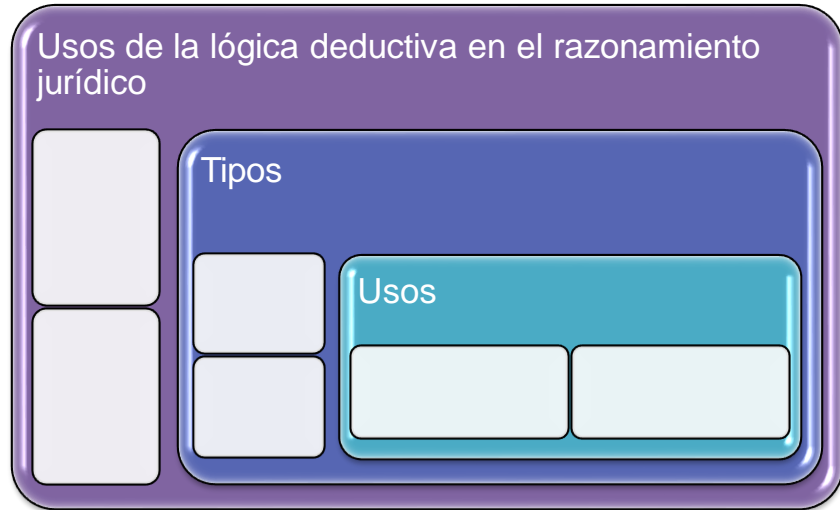 Usos de la lógica deductiva en el razonamiento
jurídico
Tipos
Usos